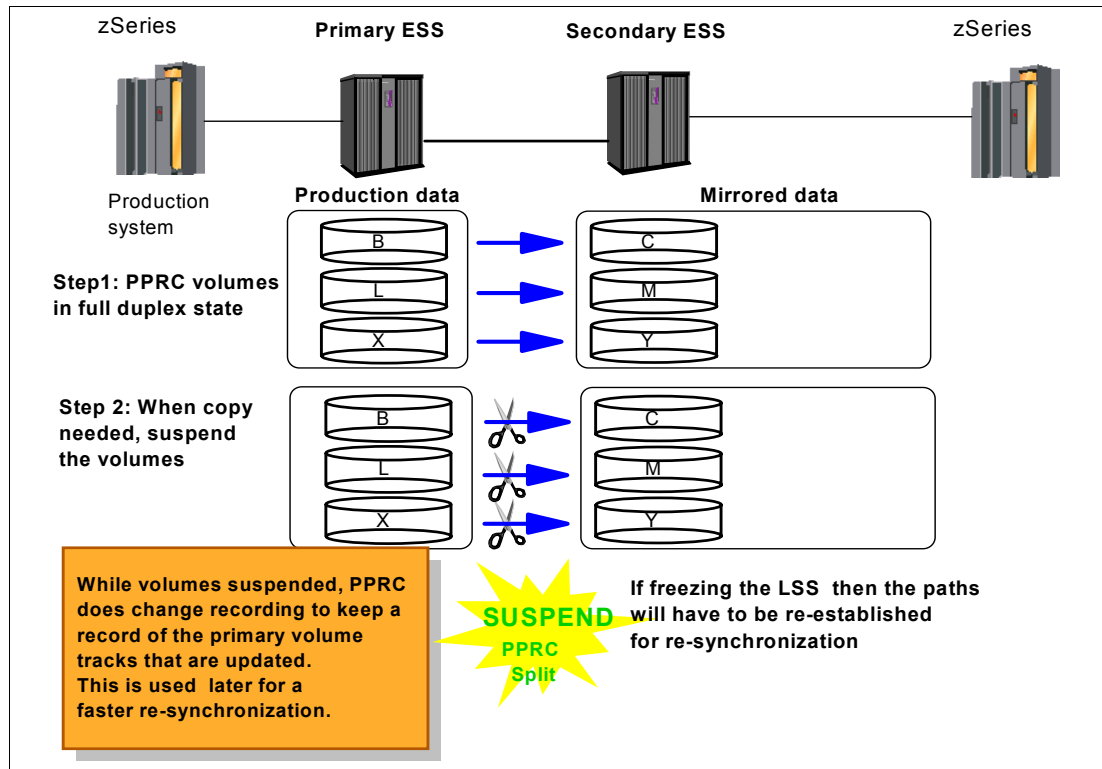 zSeries
Primary ESS
Secondary ESS
zSeries
Production
system
Production data
Mirrored data
Step1: PPRC volumes
in full duplex state
B
C
L
M
X
Y
Step 2: When copy
needed, suspend
the volumes
B
C
L
M
X
Y
While volumes suspended, PPRC
does change recording to keep a
record of the primary volume
tracks that are updated.
This is used later for a
faster re-synchronization.
SUSPEND
PPRC
Split
If freezing the LSS then the paths
will have to be re-established
for re-synchronization